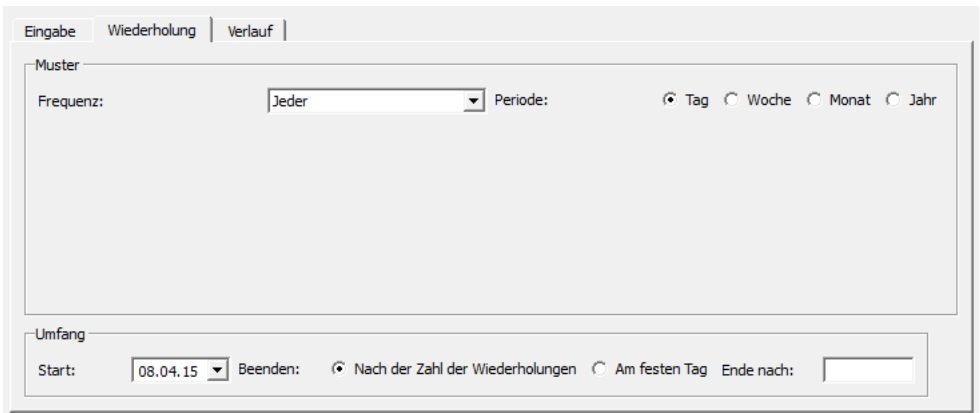 Eingabe Wiederholung Verlauf
Muster
Frequenz: Jeder Periode: Tag Woche Monat Jahr
Umfang
Start: 08.04.15 Beenden: Nach der Zahl der Wiederholungen Am festen Tag Ende nach: